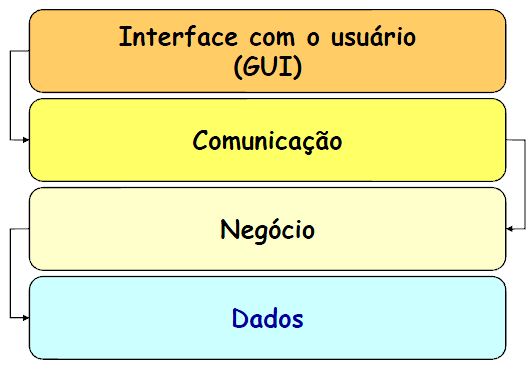 Interface com o usuário
(GUI)
Comunicação
Negócio
Dados